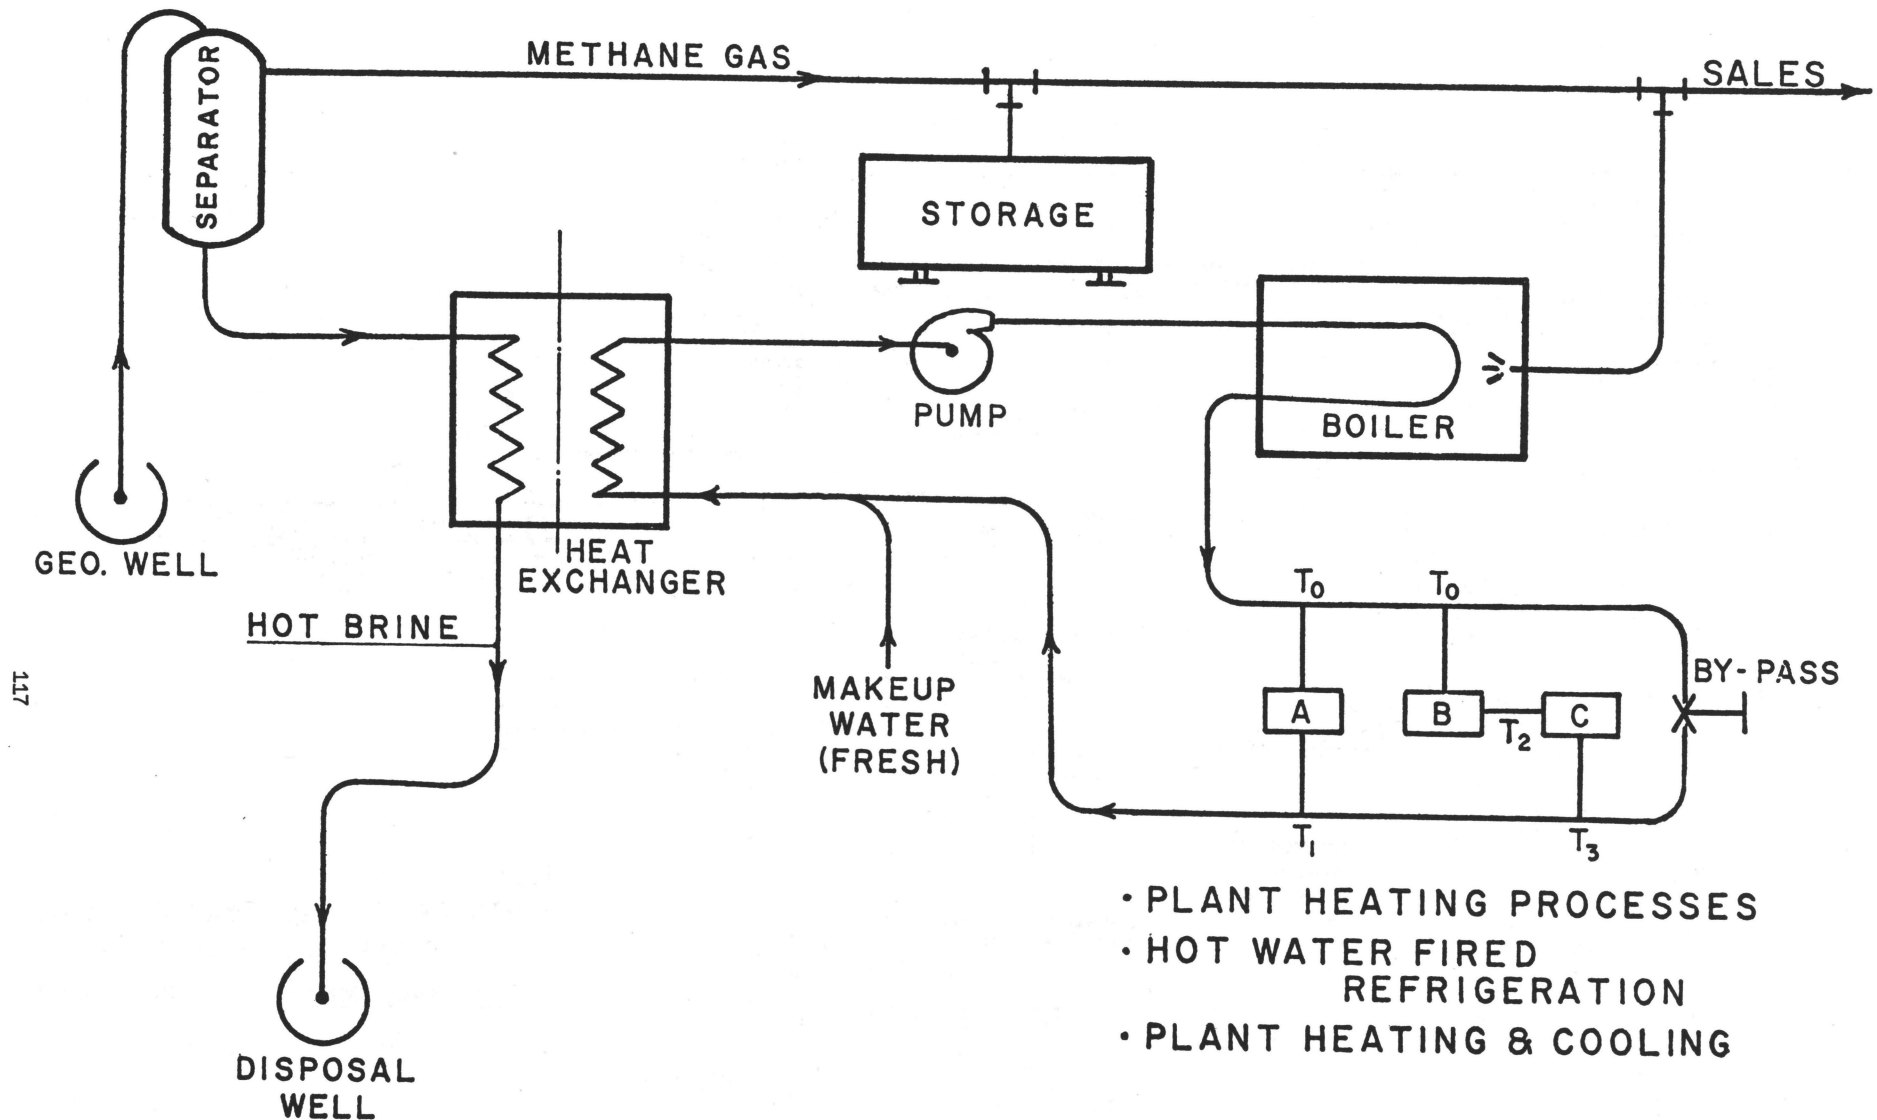 METHANE GAS
SALES
SEPARATOR
STORAGE
PUMP
BOILER
GEO. WELL
HEAT
EXCHANGER
HOT BRINE
MAKEUP
WATER
(FRESH)
T0
T0
BY-PASS
A
B
C
T2
T1
T3
117
• PLANT HEATING PROCESSES
• HOT WATER FIRED
REFRIGERATION
• PLANT HEATING & COOLING
DISPOSAL
WELL